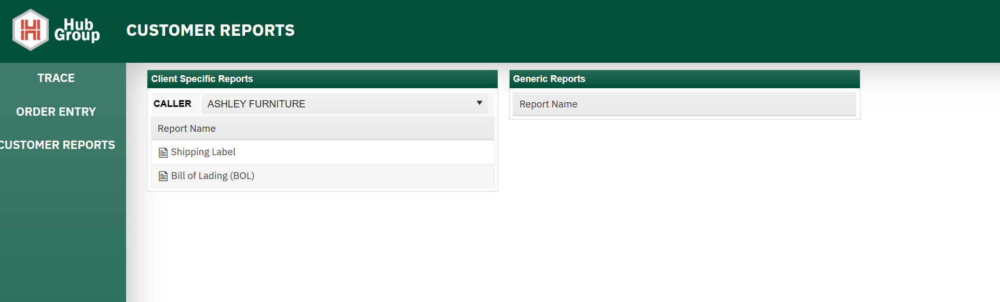 Hub
Group
CUSTOMER REPORTS
TRACE
ORDER ENTRY
CUSTOMER REPORTS
Client Specific Reports
CALLER ASHLEY FURNITURE
Report Name
Shipping Label
Bill of Lading (BOL)
Generic Reports
Report Name